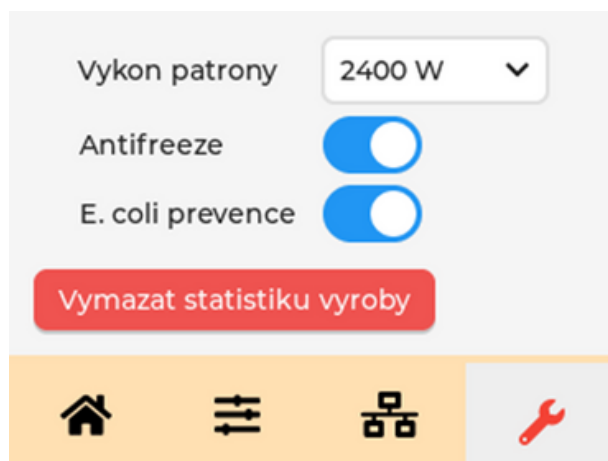 Vykon patrony 2400 W
Antifreeze
E. coli prevence
Vymazat statistiku vyroby